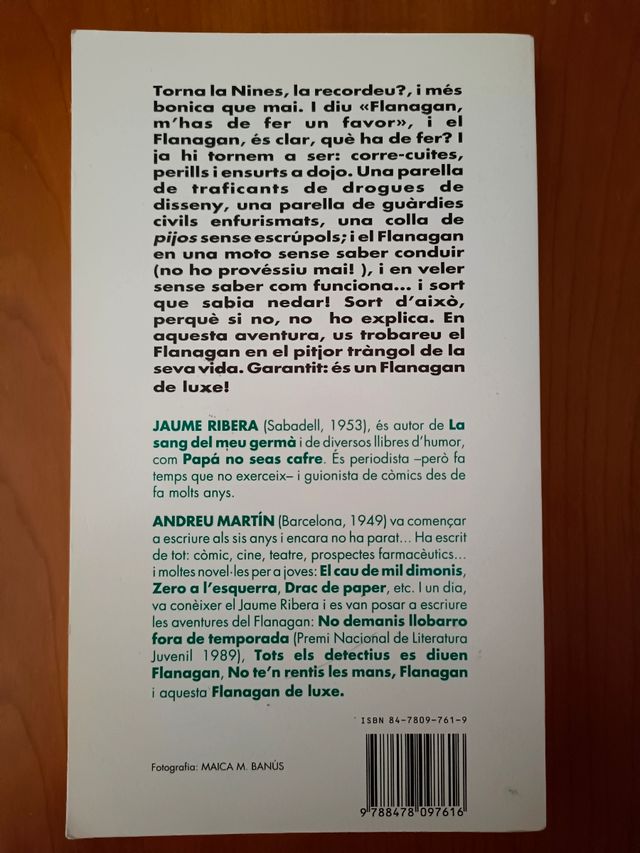 Torna la Nines, la recordeu?, i més
bonica que mai. I diu «Flanagan,
m'has de fer un favor», i el
Flanagan, és clar, què ha de fer? I
ja hi tornem a ser: corre-cuites,
perills i ensurts a dojo. Una parella
de traficants de drogues de
disseny, una parella de guàrdies
civils enfurismats, una colla de
pijos sense escrúpols; i el Flanagan
en una moto sense saber conduir
(no ho provéssiu mai! ), i en veler
sense saber com funciona... i sort
que sabia nedar! Sort d'això,
perquè si no, no ho explica. En
aquesta aventura, us trobareu el
Flanagan en el pitjor tràngol de la
seva vida. Garantit: és un Flanagan
de luxe!
JAUME RIBERA (Sabadell, 1953), és autor de La
sang del meu germà i de diversos llibres d'humor,
com Papá no seas cafre. És periodista –però fa
temps que no exerceix– i guionista de còmics des de
fa molts anys.
ANDREU MARTÍN (Barcelona, 1949) va començar
a escriure als sis anys i encara no ha parat... Ha escrit
de tot: còmic, cine, teatre, prospectes farmacèutics...
i moltes novel·les per a joves: El cau de mil dimonis,
Zero a l'esquerra, Drac de paper, etc. I un dia,
va conèixer el Jaume Ribera i es van posar a escriure
les aventures del Flanagan: No demanis llobarro
fora de temporada (Premi Nacional de Literatura
Juvenil 1989), Tots els detectius es diuen
Flanagan, No te'n rentis les mans, Flanagan
i aquesta Flanagan de luxe.
ISBN 84-7809-761-9
Fotografia: MAICA M. BANÚS
9 788478 097616